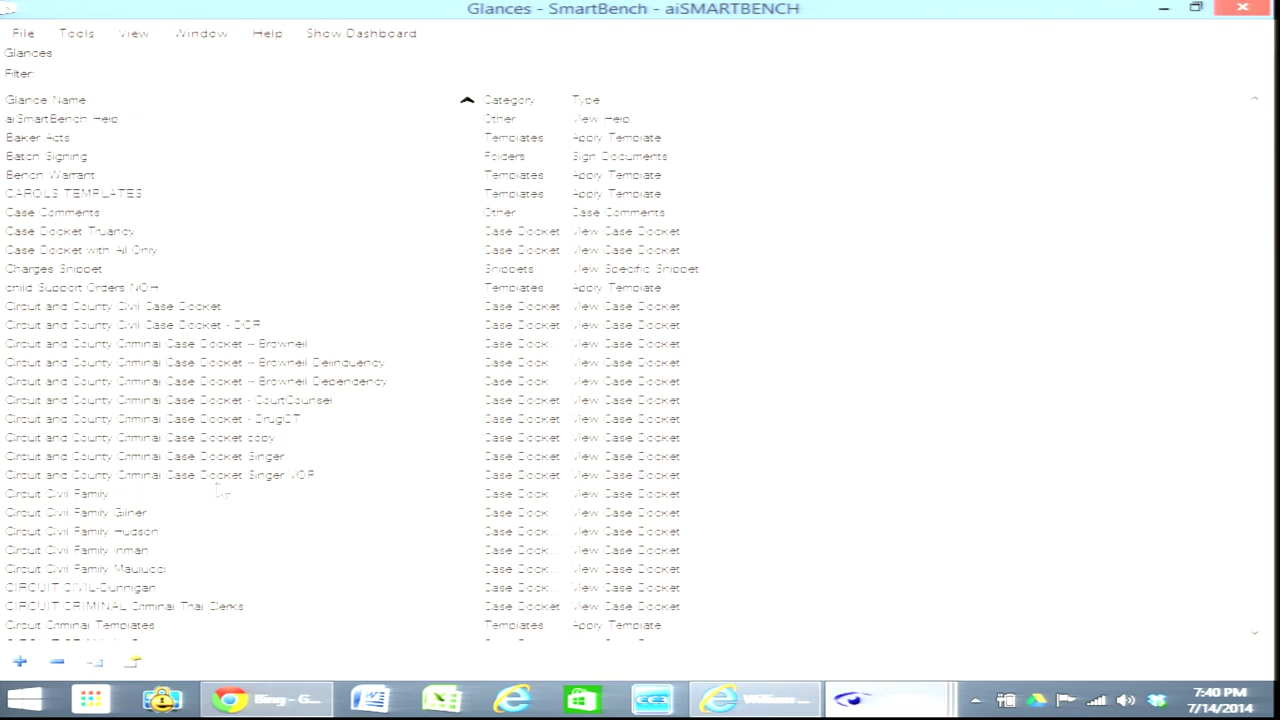 Glances - SmartBench - aiSMARTBENCH
File Tools View Window Help Show Dashboard
Glances
Filter:
Glance Name Category Type
aiSmartBench Help Other View Help
Baker Acts Templates Apply Template
Batch Signing Folders Sign Documents
Bench Warrant Templates Apply Template
CAROLS TEMPLATES Templates Apply Template
Case Comments Other Case Comments
Case Docket Truancy Case Docket View Case Docket
Case Docket with All Only Case Docket View Case Docket
Charges Snippet Snippets View Specific Snippet
child Support Orders NOH Templates Apply Template
Circuit and County Civil Case Docket Case Docket View Case Docket
Circuit and County Civil Case Docket - DOR Case Docket View Case Docket
Circuit and County Criminal Case Docket -- Brownell Case Dock... View Case Docket
Circuit and County Criminal Case Docket -- Brownell Delinquency Case Dock... View Case Docket
Circuit and County Criminal Case Docket -- Brownell Dependency Case Dock... View Case Docket
Circuit and County Criminal Case Docket - CourtCounsel Case Docket View Case Docket
Circuit and County Criminal Case Docket - DrugCT Case Docket View Case Docket
Circuit and County Criminal Case Docket copy Case Docket View Case Docket
Circuit and County Criminal Case Docket Singer Case Docket View Case Docket
Circuit and County Criminal Case Docket Singer VOP Case Docket View Case Docket
Circuit Civil Family Case Dock... View Case Docket
Circuit Civil Family Gilner Case Dock... View Case Docket
Circuit Civil Family Hudson Case Dock... View Case Docket
Circuit Civil Family Inman Case Dock... View Case Docket
Circuit Civil Family Maulucci Case Dock... View Case Docket
CIRCUIT CIVIL-Dunnigan Case Dock... View Case Docket
CIRCUIT CRIMINAL Criminal Trial Clerks Case Docket View Case Docket
Circuit Criminal Templates Templates Apply Template
Bing - G... William ...
7:40 PM
7/14/2014